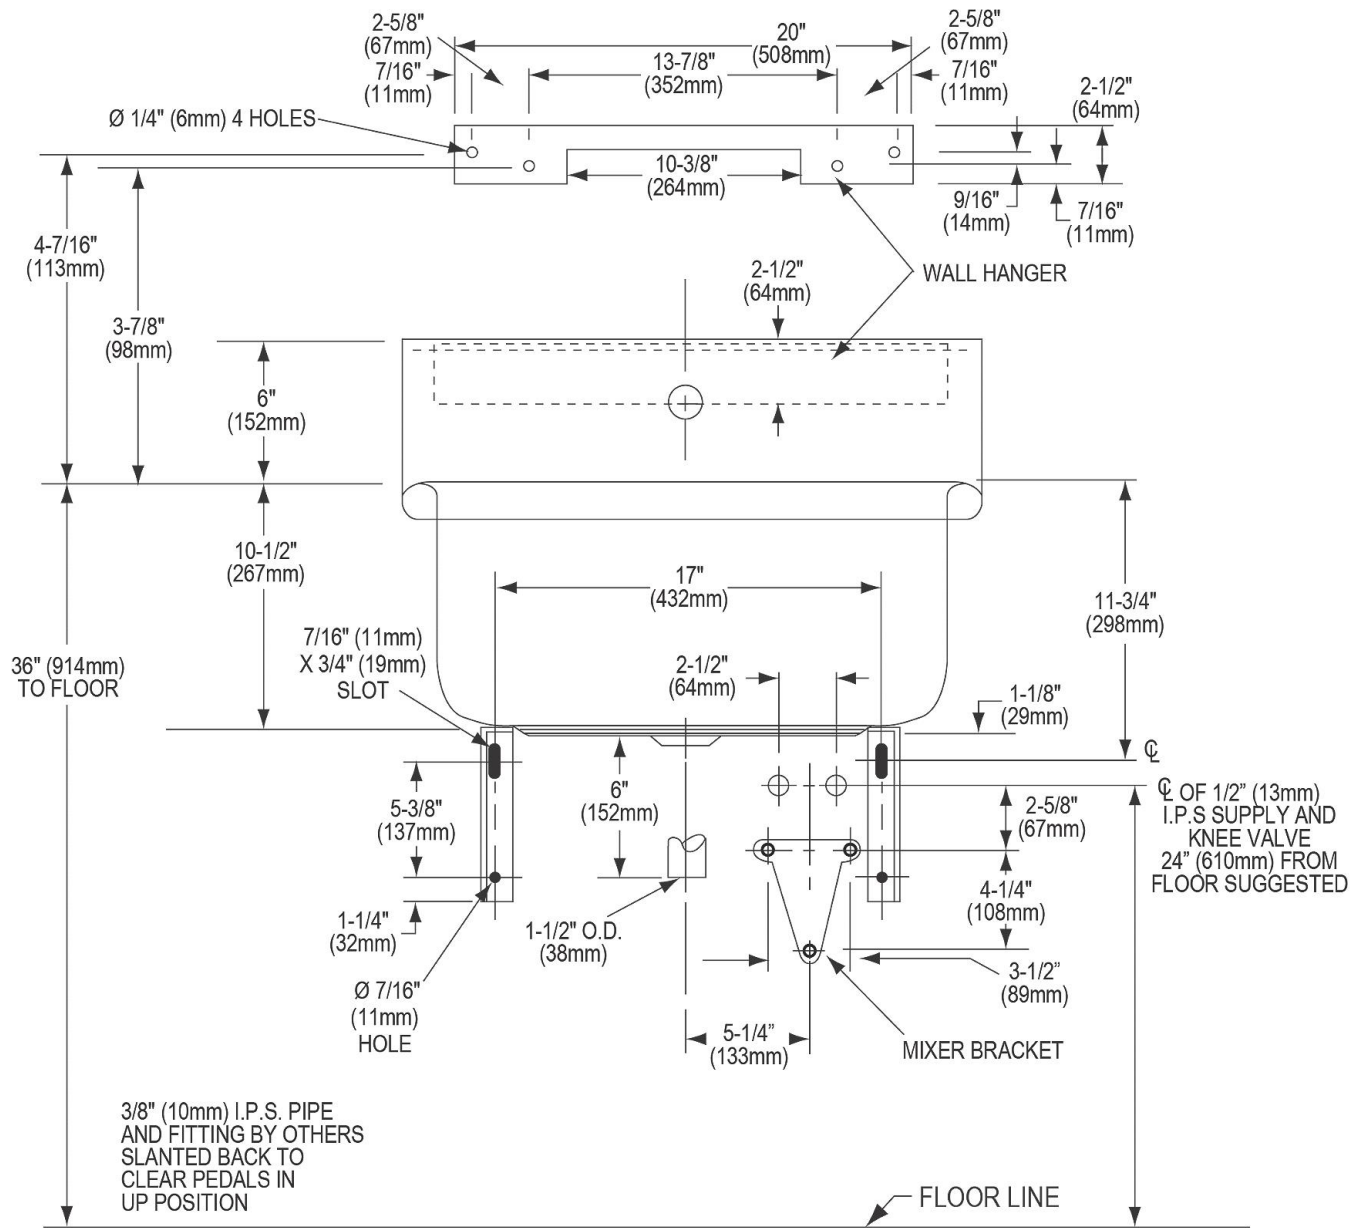 2-5/8"
(67mm)
20"
(508mm)
2-5/8"
(67mm)
7/16"
(11mm)
13-7/8"
(352mm)
7/16"
(11mm)
2-1/2"
(64mm)
Ø 1/4" (6mm) 4 HOLES
10-3/8"
(264mm)
9/16"
(14mm)
7/16"
(11mm)
4-7/16"
(113mm)
3-7/8"
(98mm)
2-1/2"
(64mm)
WALL HANGER
6"
(152mm)
10-1/2"
(267mm)
17"
(432mm)
11-3/4"
(298mm)
7/16" (11mm)
X 3/4" (19mm)
SLOT
36" (914mm)
TO FLOOR
2-1/2"
(64mm)
1-1/8"
(29mm)
℄
5-3/8"
(137mm)
6"
(152mm)
2-5/8"
(67mm)
℄ OF 1/2” (13mm)
I.P.S SUPPLY AND
KNEE VALVE
24” (610mm) FROM
FLOOR SUGGESTED
4-1/4"
(108mm)
1-1/4"
(32mm)
1-1/2" O.D.
(38mm)
3-1/2”
(89mm)
Ø 7/16"
(11mm)
HOLE
5-1/4”
(133mm)
MIXER BRACKET
3/8" (10mm) I.P.S. PIPE
AND FITTING BY OTHERS
SLANTED BACK TO
CLEAR PEDALS IN
UP POSITION
FLOOR LINE